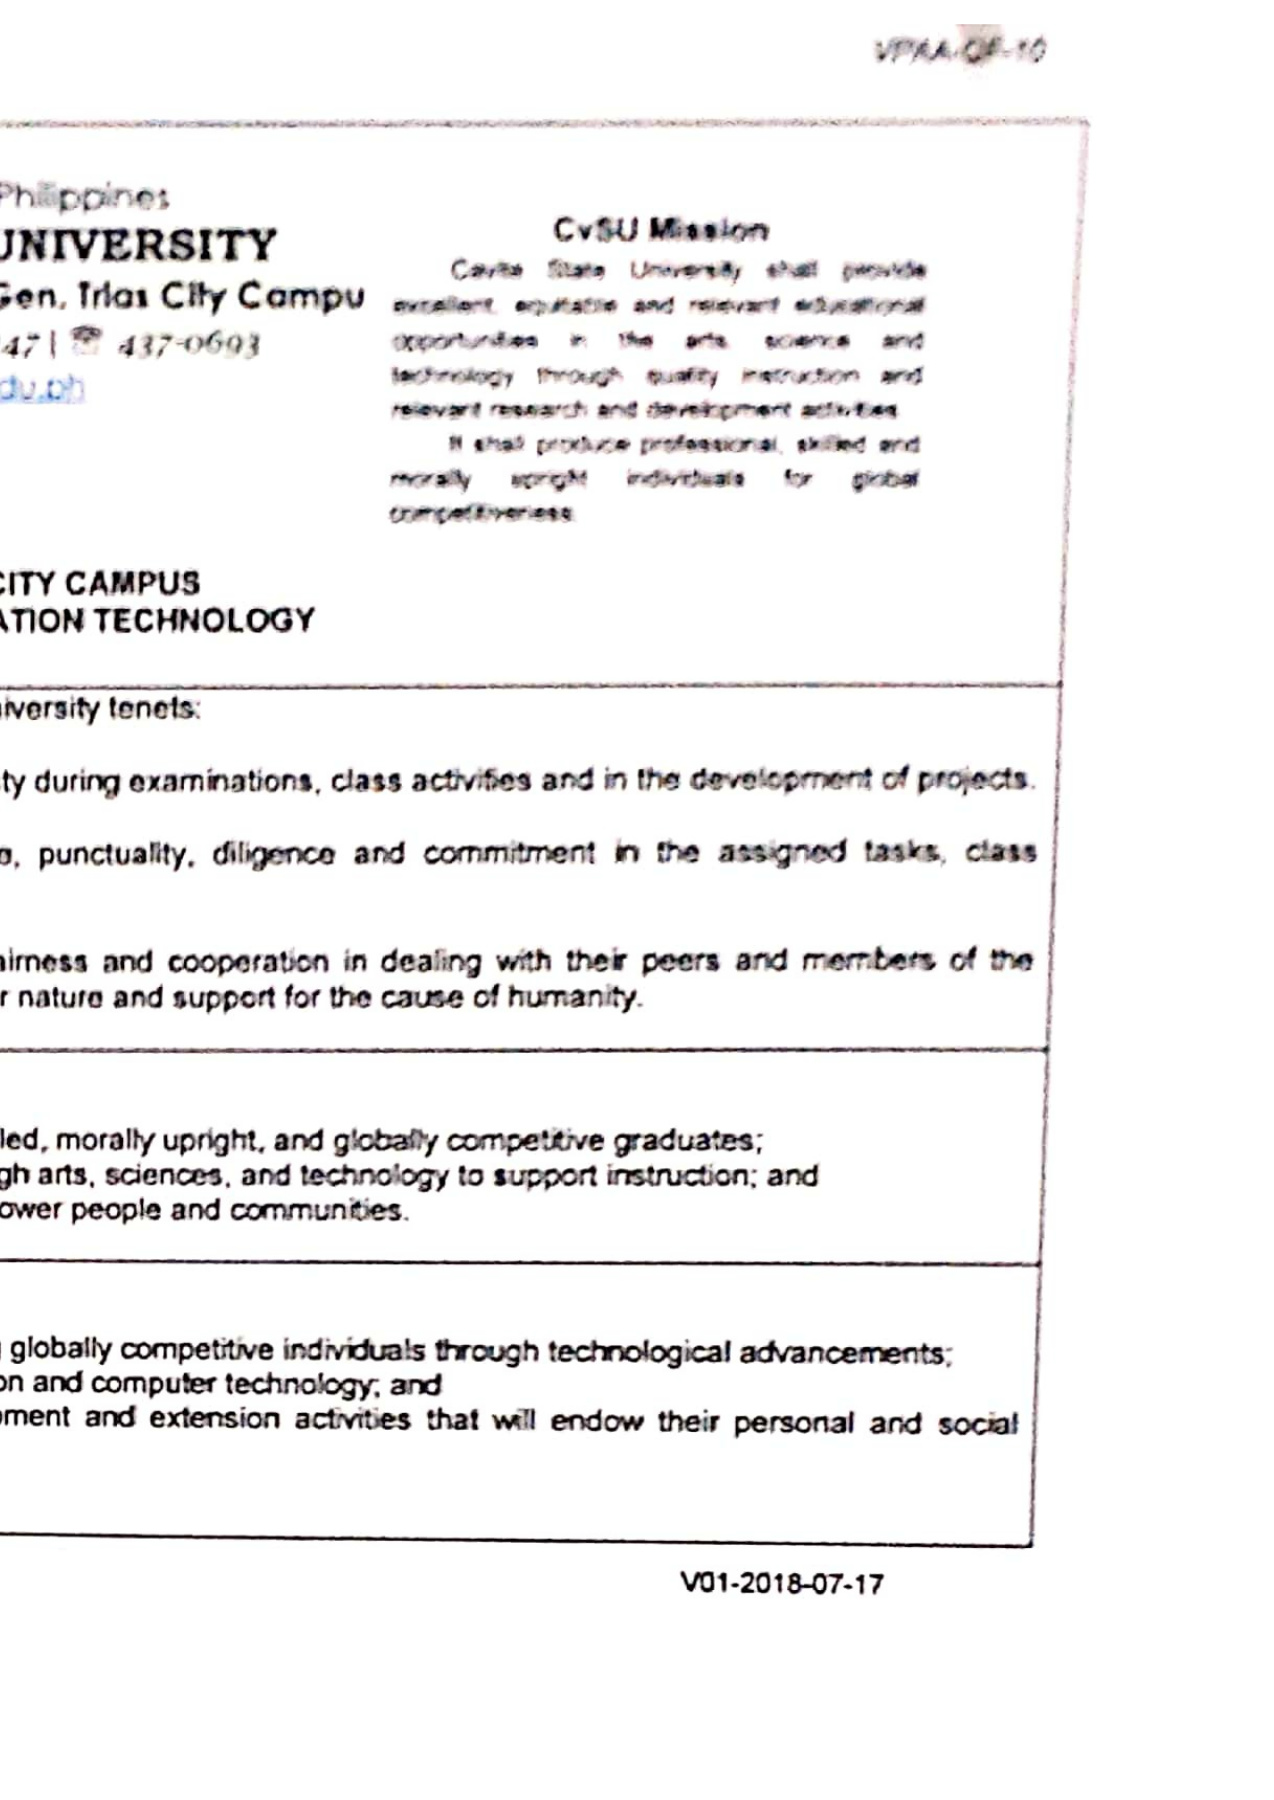 VPAA-QF-10
Philippines
UNIVERSITY
Gen. Trias City Campu
47 | ☏ 437-0693
du.ph
CvSU Mission
Cavite State University shall provide
excellent, equitable and relevant educational
opportunities in the arts, science and
technology through quality instruction and
relevant research and development activities.
It shall produce professional, skilled and
morally upright individuals for global
competitiveness.
CITY CAMPUS
ATION TECHNOLOGY
iversity tenets:
ty during examinations, class activities and in the development of projects.
e, punctuality, diligence and commitment in the assigned tasks, class
airness and cooperation in dealing with their peers and members of the
r nature and support for the cause of humanity.
led, morally upright, and globally competitive graduates;
gh arts, sciences, and technology to support instruction; and
ower people and communities.
globally competitive individuals through technological advancements;
on and computer technology; and
pment and extension activities that will endow their personal and social
V01-2018-07-17